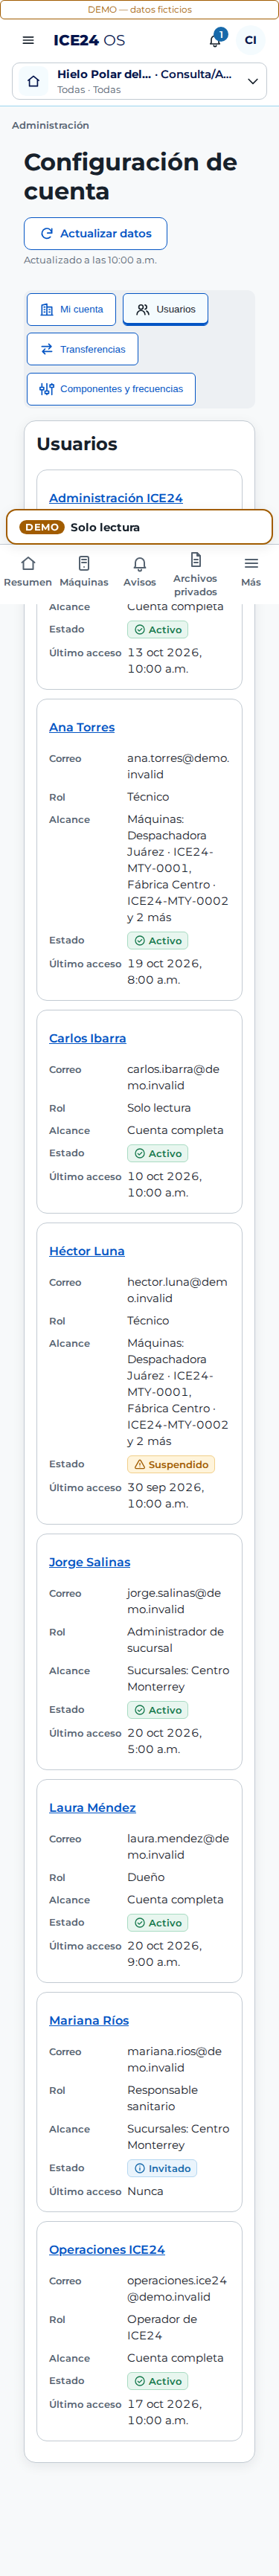 DEMO — datos ficticios
ICE24 OS
1
CI
Hielo Polar del... · Consulta/A...
Todas · Todas
Administración
Configuración de
cuenta
Actualizar datos
Actualizado a las 10:00 a.m.
Mi cuenta
Usuarios
Transferencias
Componentes y frecuencias
Usuarios
Administración ICE24
DEMO Solo lectura
Resumen
Máquinas
Avisos
Archivos
privados
Más
Alcance Cuenta completa
Estado Activo
Último acceso 13 oct 2026,
10:00 a.m.
Ana Torres
Correo ana.torres@demo.
invalid
Rol Técnico
Alcance Máquinas:
Despachadora
Juárez · ICE24-
MTY-0001,
Fábrica Centro ·
ICE24-MTY-0002
y 2 más
Estado Activo
Último acceso 19 oct 2026,
8:00 a.m.
Carlos Ibarra
Correo carlos.ibarra@de
mo.invalid
Rol Solo lectura
Alcance Cuenta completa
Estado Activo
Último acceso 10 oct 2026,
10:00 a.m.
Héctor Luna
Correo hector.luna@dem
o.invalid
Rol Técnico
Alcance Máquinas:
Despachadora
Juárez · ICE24-
MTY-0001,
Fábrica Centro ·
ICE24-MTY-0002
y 2 más
Estado Suspendido
Último acceso 30 sep 2026,
10:00 a.m.
Jorge Salinas
Correo jorge.salinas@de
mo.invalid
Rol Administrador de
sucursal
Alcance Sucursales: Centro
Monterrey
Estado Activo
Último acceso 20 oct 2026,
5:00 a.m.
Laura Méndez
Correo laura.mendez@de
mo.invalid
Rol Dueño
Alcance Cuenta completa
Estado Activo
Último acceso 20 oct 2026,
9:00 a.m.
Mariana Ríos
Correo mariana.rios@de
mo.invalid
Rol Responsable
sanitario
Alcance Sucursales: Centro
Monterrey
Estado Invitado
Último acceso Nunca
Operaciones ICE24
Correo operaciones.ice24
@demo.invalid
Rol Operador de
ICE24
Alcance Cuenta completa
Estado Activo
Último acceso 17 oct 2026,
10:00 a.m.